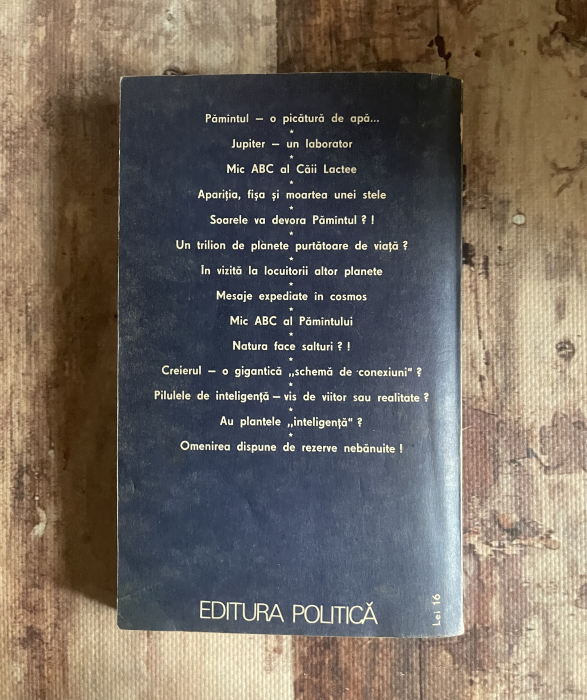 Pămîntul — o picătură de apă...
*
Jupiter — un laborator
*
Mic ABC al Căii Lactee
*
Apariția, fișa și moartea unei stele
*
Soarele va devora Pămîntul ? !
*
Un trilion de planete purtătoare de viață ?
*
In vizită la locuitorii altor planete
*
Mesaje expediate in cosmos
*
Mic ABC al Pămîntului
*
Natura face salturi ? !
*
Creierul — o gigantică „schemă de conexiuni" ?
*
Pilulele de inteligență — vis de viitor sau realitate ?
*
Au plantele „inteligență" ?
*
Omenirea dispune de rezerve nebănuite !
EDITURA POLITICĂ
Lei 16